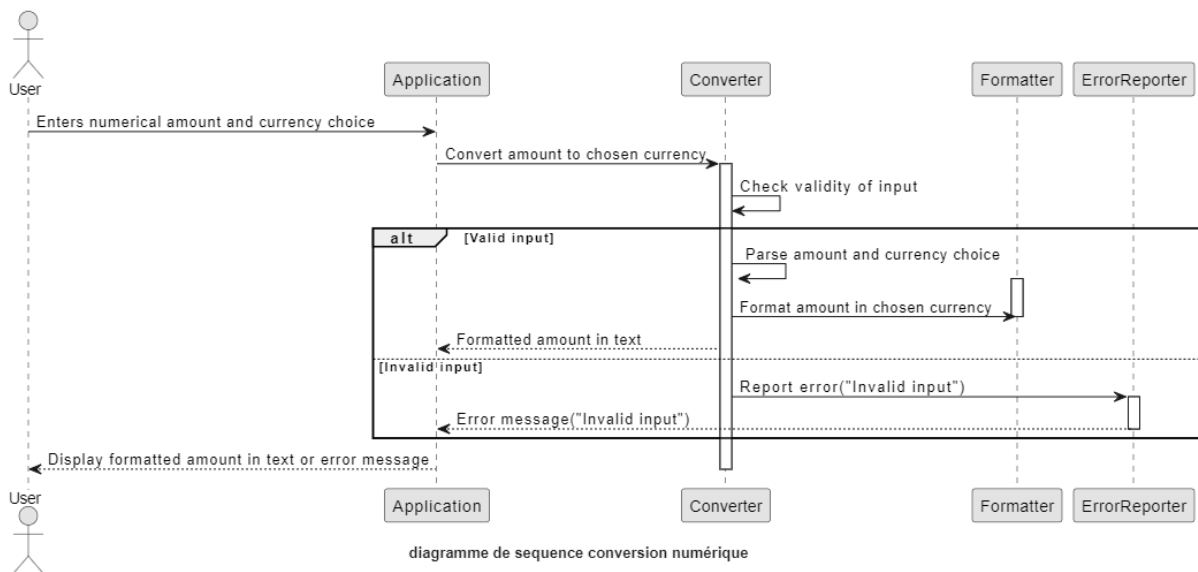 User
Application
Converter
Formatter
ErrorReporter
Enters numerical amount and currency choice
Convert amount to chosen currency
Check validity of input
alt
[Valid input]
Parse amount and currency choice
Format amount in chosen currency
Formatted amount in text
[Invalid input]
Report error("Invalid input")
Error message("Invalid input")
Display formatted amount in text or error message
User
Application
Converter
Formatter
ErrorReporter
diagramme de sequence conversion numérique